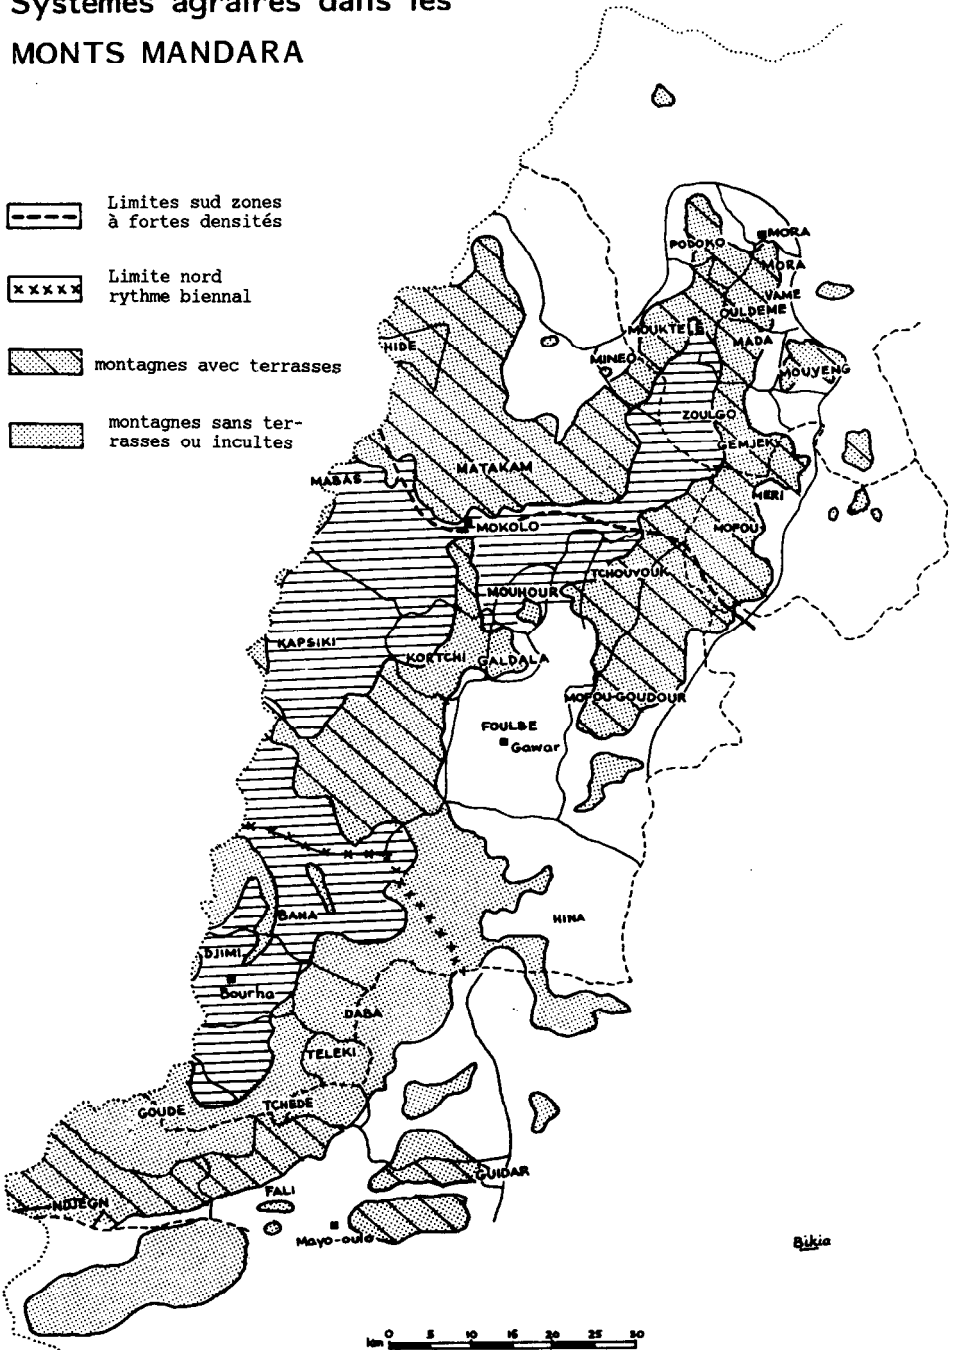 Systèmes agraires dans les
MONTS MANDARA
Limites sud zones
à fortes densités
Limite nord
rythme biennal
montagnes avec terrasses
montagnes sans ter-
rasses ou incultes
PODOKO
MORA
MORA
VAME
OULDEME
MOUKTELE
HIDE
MADA
MINEO
MOUYENG
ZOULGO
GEMJEK
MATAKAM
MABAS
MERI
MOKOLO
MOFOU
TCHOUVOUK
MOUHOUR
KAPSIKI
KORTCHI
GALDALA
MOFOU-GOUDOUR
FOULBE
Gawar
BANA
HINA
DJIMI
Bourha
DABA
TELEKI
GOUDE
TCHEDE
GUIDAR
NDJEGN
FALI
Mayo-oulo
Bikia
km 0 5 10 15 20 25 30